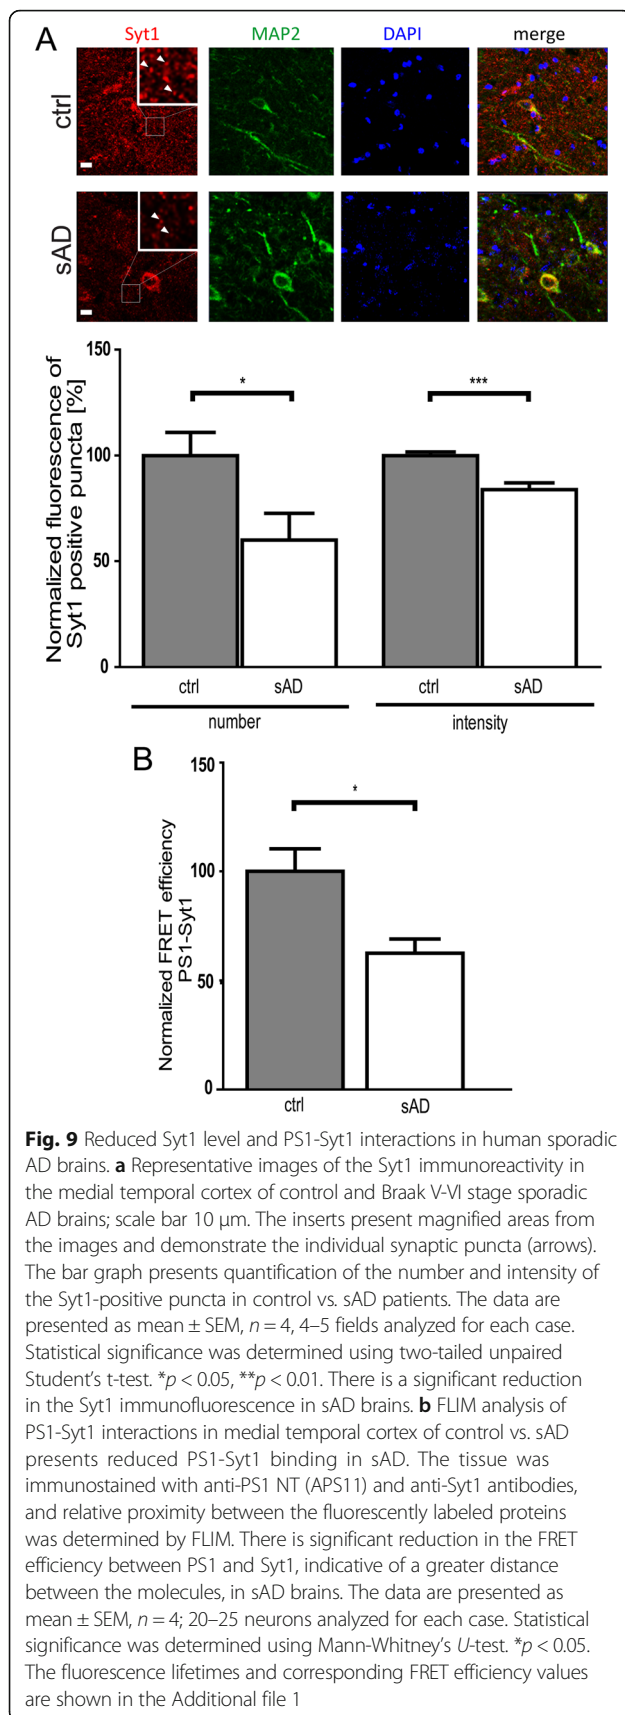 A
Syt1 MAP2 DAPI merge
ctrl
sAD
Normalized fluorescence of
Syt1 positive puncta [%]
150
100
50
0
*
***
ctrl sAD ctrl sAD
number intensity
B
Normalized FRET efficiency
PS1-Syt1
150
100
50
0
*
ctrl sAD
Fig. 9 Reduced Syt1 level and PS1-Syt1 interactions in human sporadic
AD brains. a Representative images of the Syt1 immunoreactivity in
the medial temporal cortex of control and Braak V-VI stage sporadic
AD brains; scale bar 10 μm. The inserts present magnified areas from
the images and demonstrate the individual synaptic puncta (arrows).
The bar graph presents quantification of the number and intensity of
the Syt1-positive puncta in control vs. sAD patients. The data are
presented as mean ± SEM, n = 4, 4–5 fields analyzed for each case.
Statistical significance was determined using two-tailed unpaired
Student's t-test. *p < 0.05, **p < 0.01. There is a significant reduction
in the Syt1 immunofluorescence in sAD brains. b FLIM analysis of
PS1-Syt1 interactions in medial temporal cortex of control vs. sAD
presents reduced PS1-Syt1 binding in sAD. The tissue was
immunostained with anti-PS1 NT (APS11) and anti-Syt1 antibodies,
and relative proximity between the fluorescently labeled proteins
was determined by FLIM. There is significant reduction in the FRET
efficiency between PS1 and Syt1, indicative of a greater distance
between the molecules, in sAD brains. The data are presented as
mean ± SEM, n = 4; 20–25 neurons analyzed for each case. Statistical
significance was determined using Mann-Whitney's U-test. *p < 0.05.
The fluorescence lifetimes and corresponding FRET efficiency values
are shown in the Additional file 1